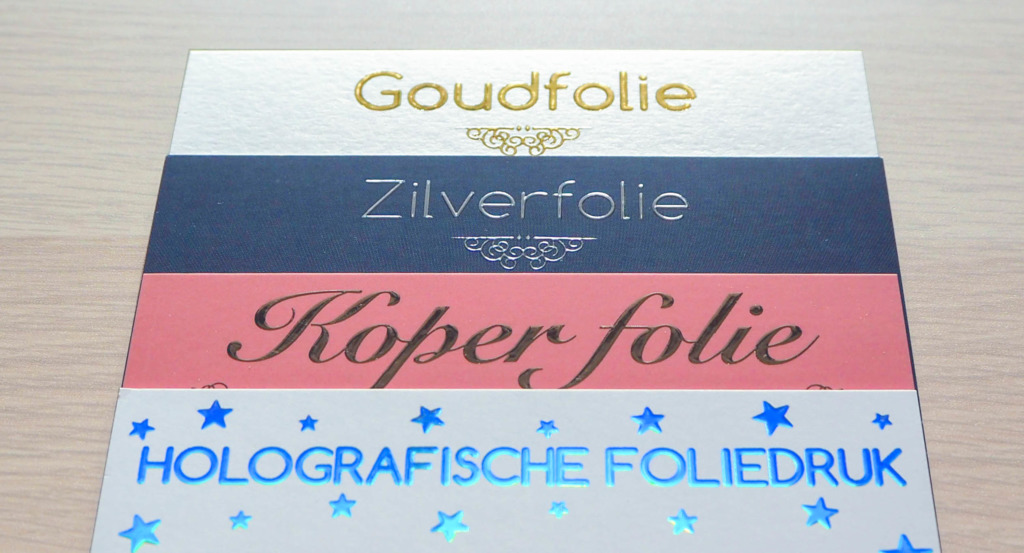 Goudfolie
Zilverfolie
Koper folie
HOLOGRAFISCHE FOLIEDRUK